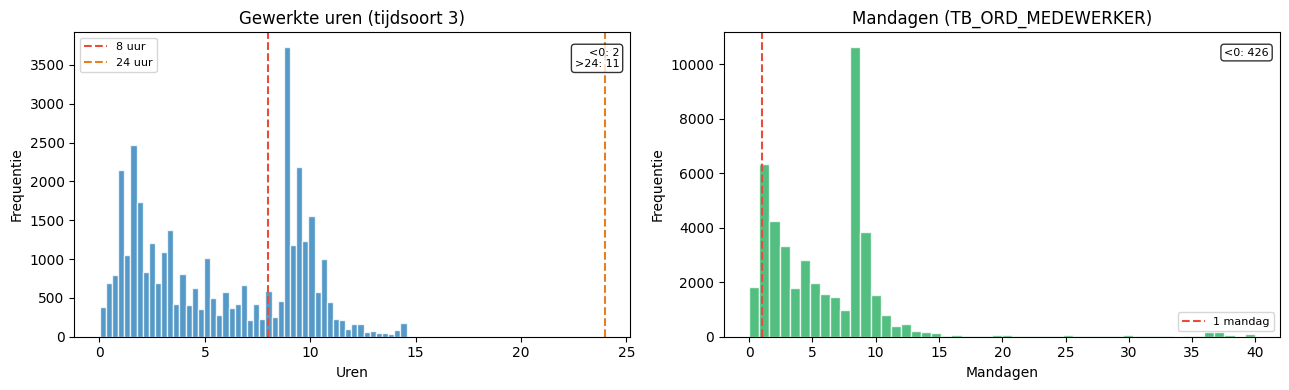 Gewerkte uren (tijdsoort 3)
8 uur
24 uur
<0: 2
>24: 11
3500
3000
2500
2000
1500
1000
500
0
Frequentie
0 5 10 15 20 25
Uren
Mandagen (TB_ORD_MEDEWERKER)
<0: 426
10000
8000
6000
4000
2000
0
Frequentie
1 mandag
0 5 10 15 20 25 30 35 40
Mandagen